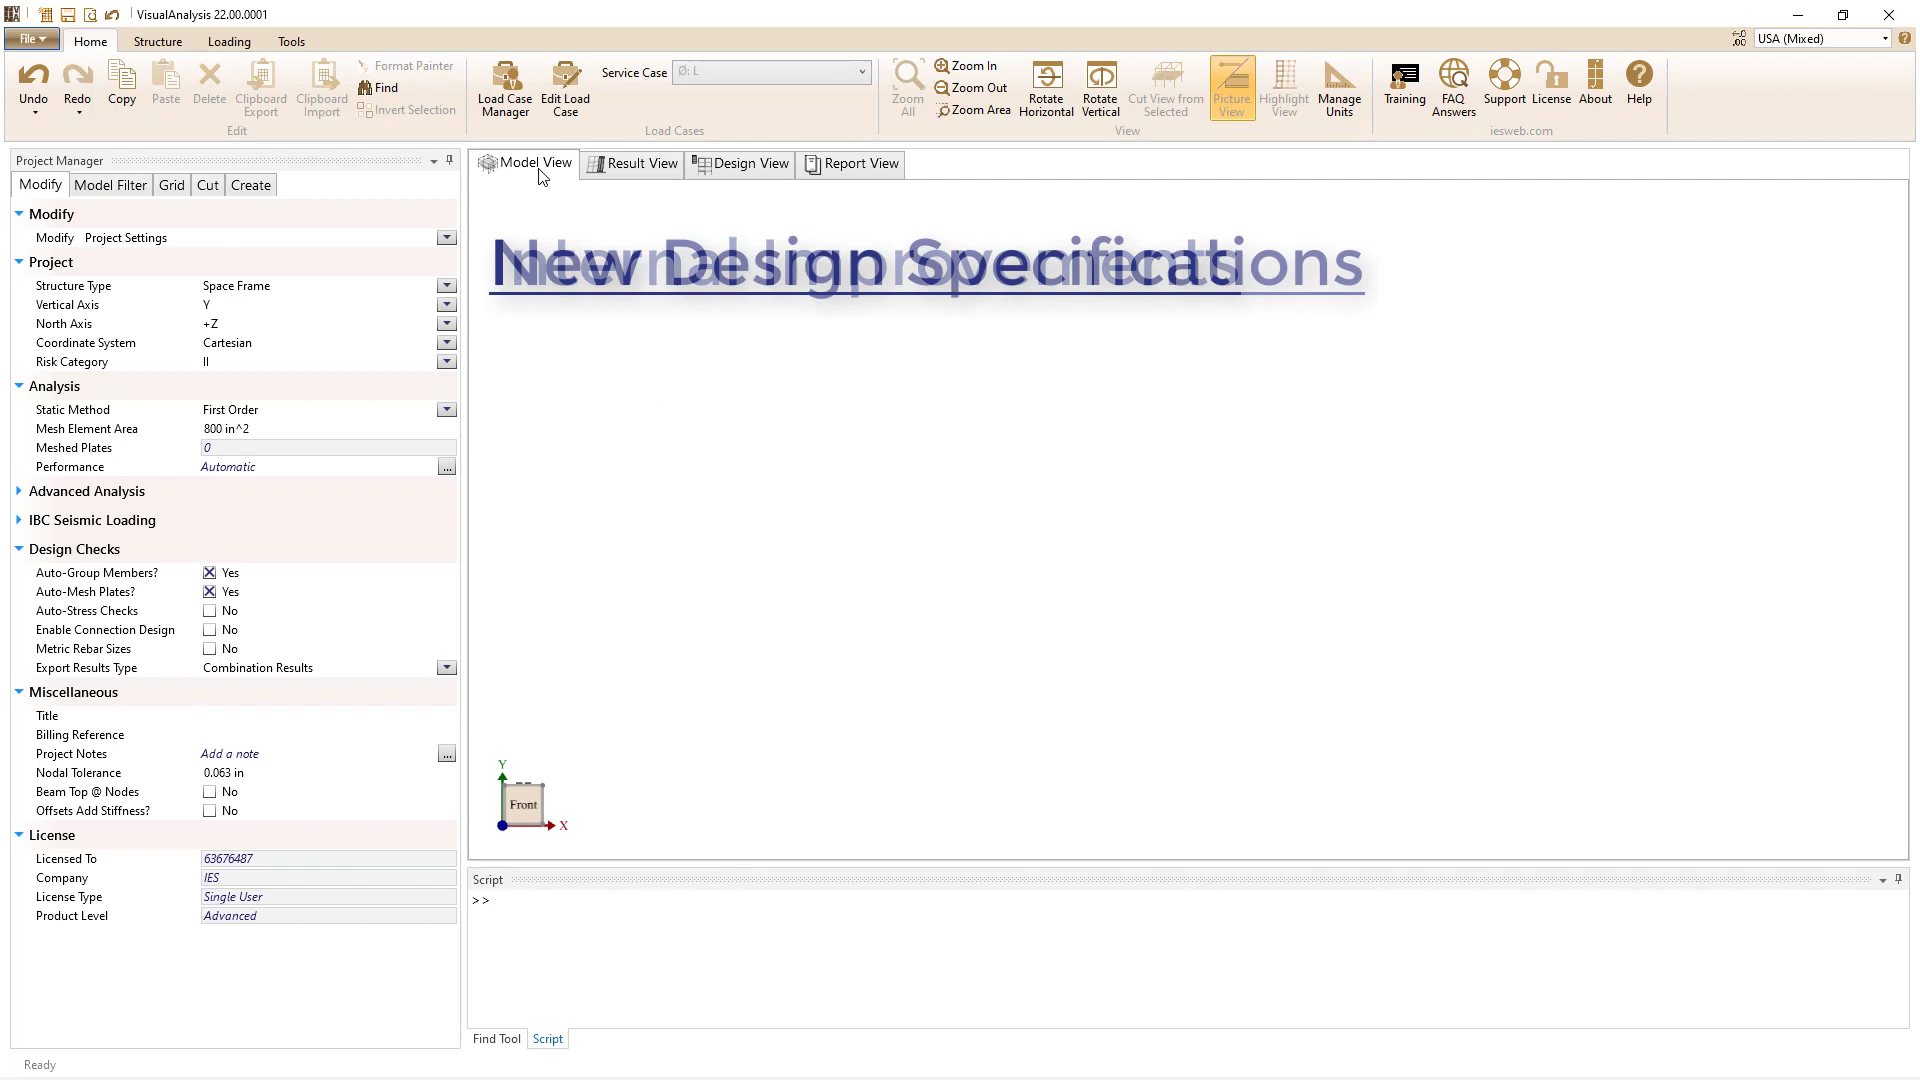 VisualAnalysis 22.00.0001
File Home Structure Loading Tools
USA (Mixed)
Undo Redo Copy Paste Delete Clipboard Export Clipboard Import
Format Painter
Find
Invert Selection
Edit
Load Case Manager Edit Load Case
Service Case Ø: L
Load Cases
Zoom All
Zoom In
Zoom Out
Zoom Area
Rotate Horizontal Rotate Vertical Cut View from Selected Picture View Highlight View Manage Units
View
Training FAQ Answers Support License About Help
iesweb.com
Project Manager
Modify Model Filter Grid Cut Create
Modify
Modify Project Settings
Project
Structure Type Space Frame
Vertical Axis Y
North Axis +Z
Coordinate System Cartesian
Risk Category II
Analysis
Static Method First Order
Mesh Element Area 800 in^2
Meshed Plates 0
Performance Automatic ...
Advanced Analysis
IBC Seismic Loading
Design Checks
Auto-Group Members? Yes
Auto-Mesh Plates? Yes
Auto-Stress Checks No
Enable Connection Design No
Metric Rebar Sizes No
Export Results Type Combination Results
Miscellaneous
Title
Billing Reference
Project Notes Add a note ...
Nodal Tolerance 0.063 in
Beam Top @ Nodes No
Offsets Add Stiffness? No
License
Licensed To 63676487
Company IES
License Type Single User
Product Level Advanced
Ready
Model View Result View Design View Report View
New Design Specifications
Y
Front
X
Script
>>
Find Tool Script